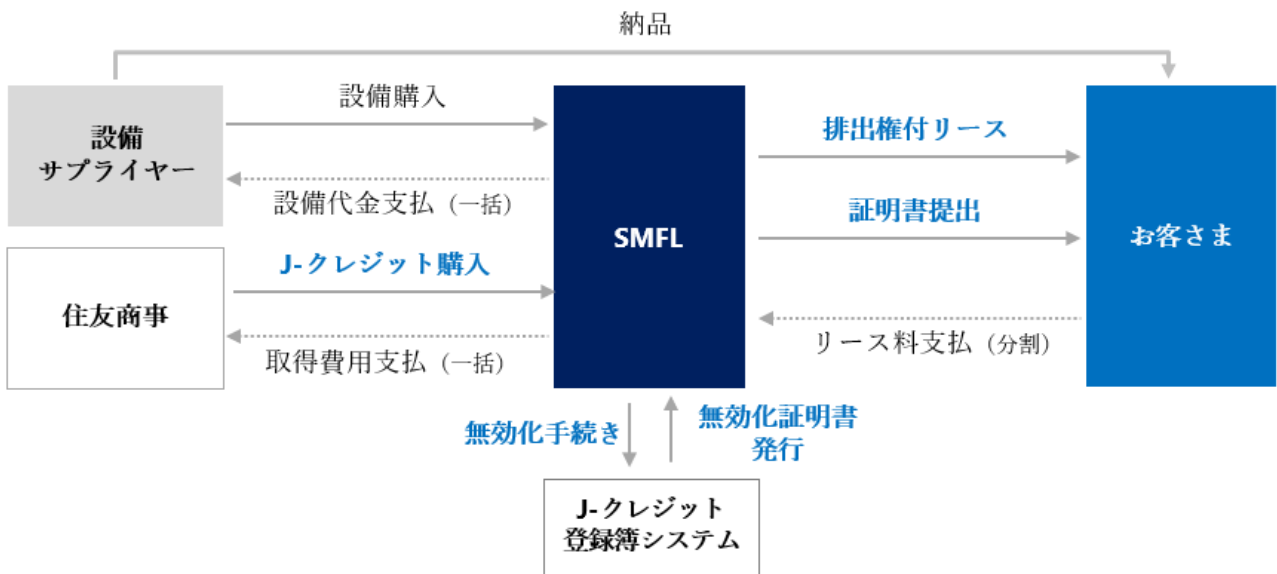 納品
設備購入
設備
サプライヤー
設備代金支払（一括）
J-クレジット購入
住友商事
取得費用支払（一括）
SMFL
排出権付リース
証明書提出
お客さま
リース料支払（分割）
無効化手続き
無効化証明書
発行
J-クレジット
登録簿システム